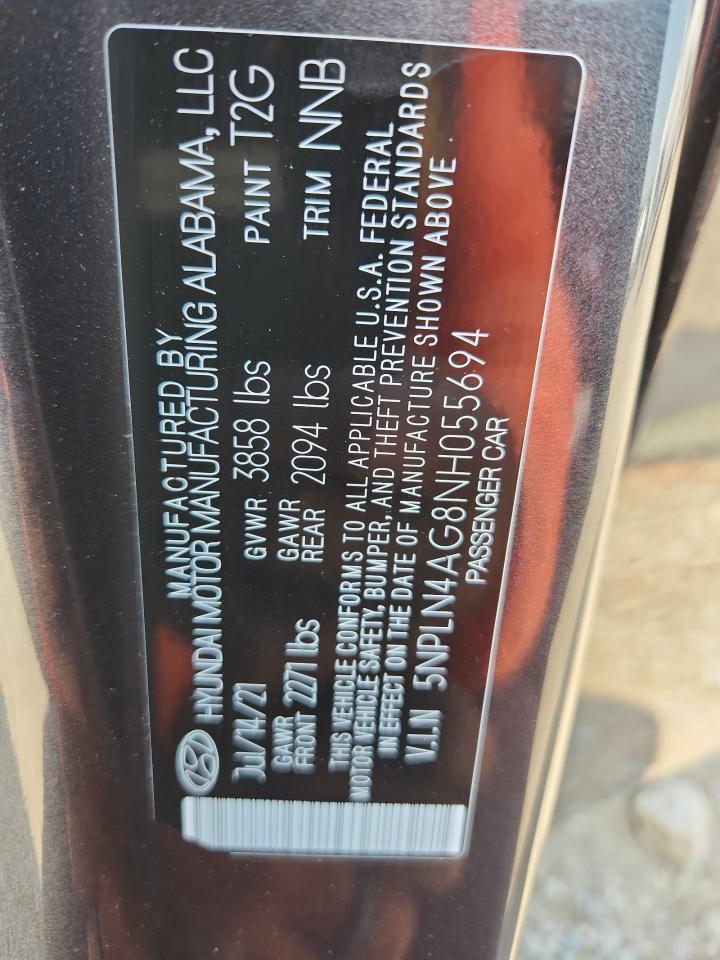 MANUFACTURED BY
HYUNDAI MOTOR MANUFACTURING ALABAMA, LLC
Jul/14/21 GVWR 3858 lbs PAINT T2G
GAWR FRONT 2271 lbs GAWR REAR 2094 lbs TRIM NNB
THIS VEHICLE CONFORMS TO ALL APPLICABLE U.S.A. FEDERAL
MOTOR VEHICLE SAFETY, BUMPER, AND THEFT PREVENTION STANDARDS
IN EFFECT ON THE DATE OF MANUFACTURE SHOWN ABOVE
V.I.N 5NPLN4AG8NH055694
PASSENGER CAR